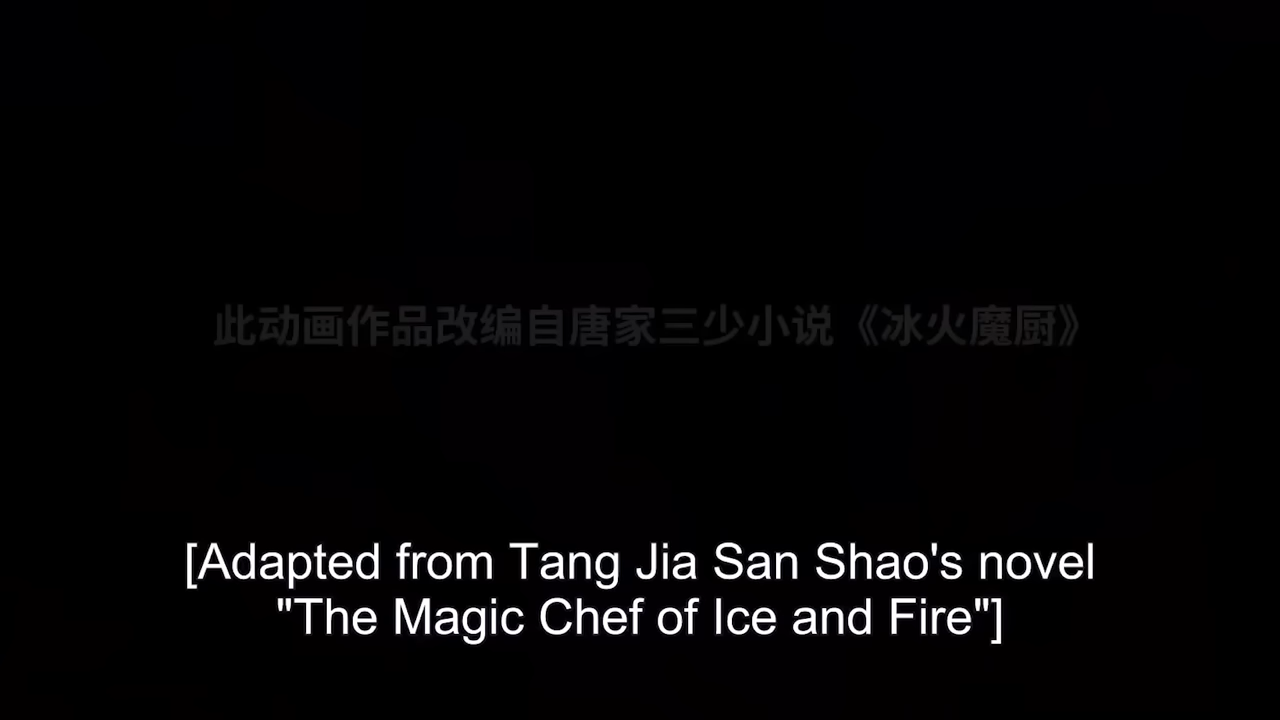 此动画作品改编自唐家三少小说《冰火魔厨》
[Adapted from Tang Jia San Shao's novel
"The Magic Chef of Ice and Fire"]